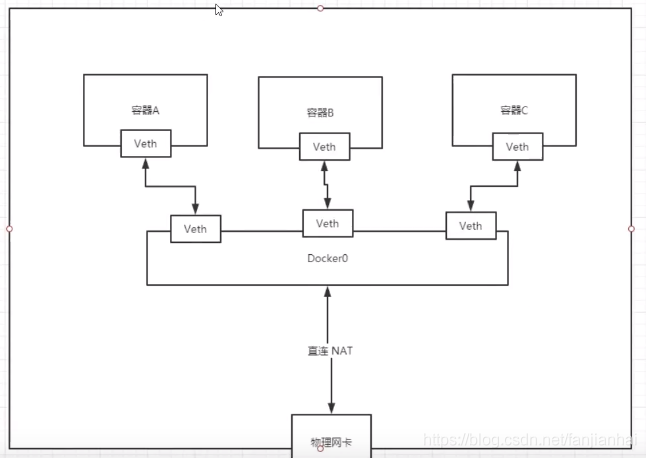 容器A
容器B
容器C
Veth
Veth
Veth
Veth
Veth
Veth
Docker0
直连 NAT
物理网卡
https://blog.csdn.net/fanjianhai